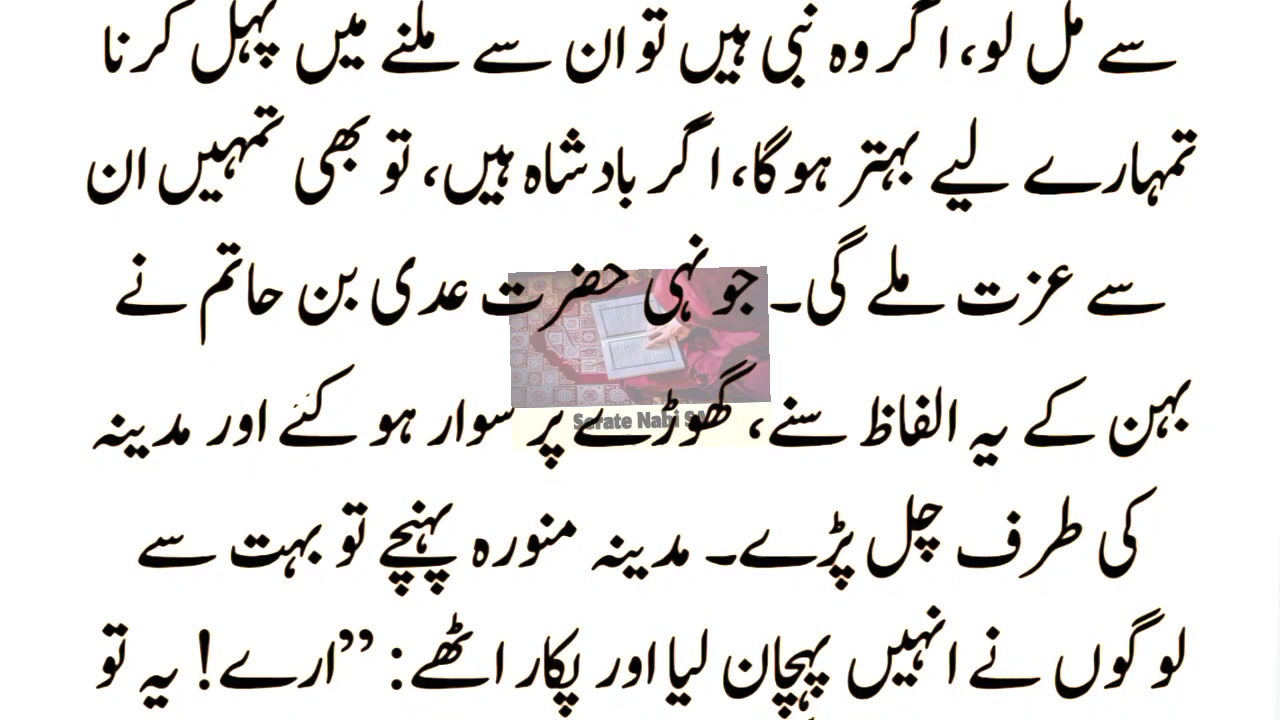 سے مل لو، اگر وہ نبی ہیں تو ان سے ملنے میں پہل کرنا
تمہارے لیے بہتر ہوگا، اگر بادشاہ ہیں، تو بھی تمہیں ان
سے عزت ملے گی۔ جونہی حضرت عدی بن حاتم نے
بہن کے یہ الفاظ سنے، گھوڑے پر سوار ہو گئے اور مدینہ
Serate Nabi
کی طرف چل پڑے۔ مدینہ منورہ پہنچے تو بہت سے
لوگوں نے انہیں پہچان لیا اور پکار اٹھے: ”ارے! یہ تو